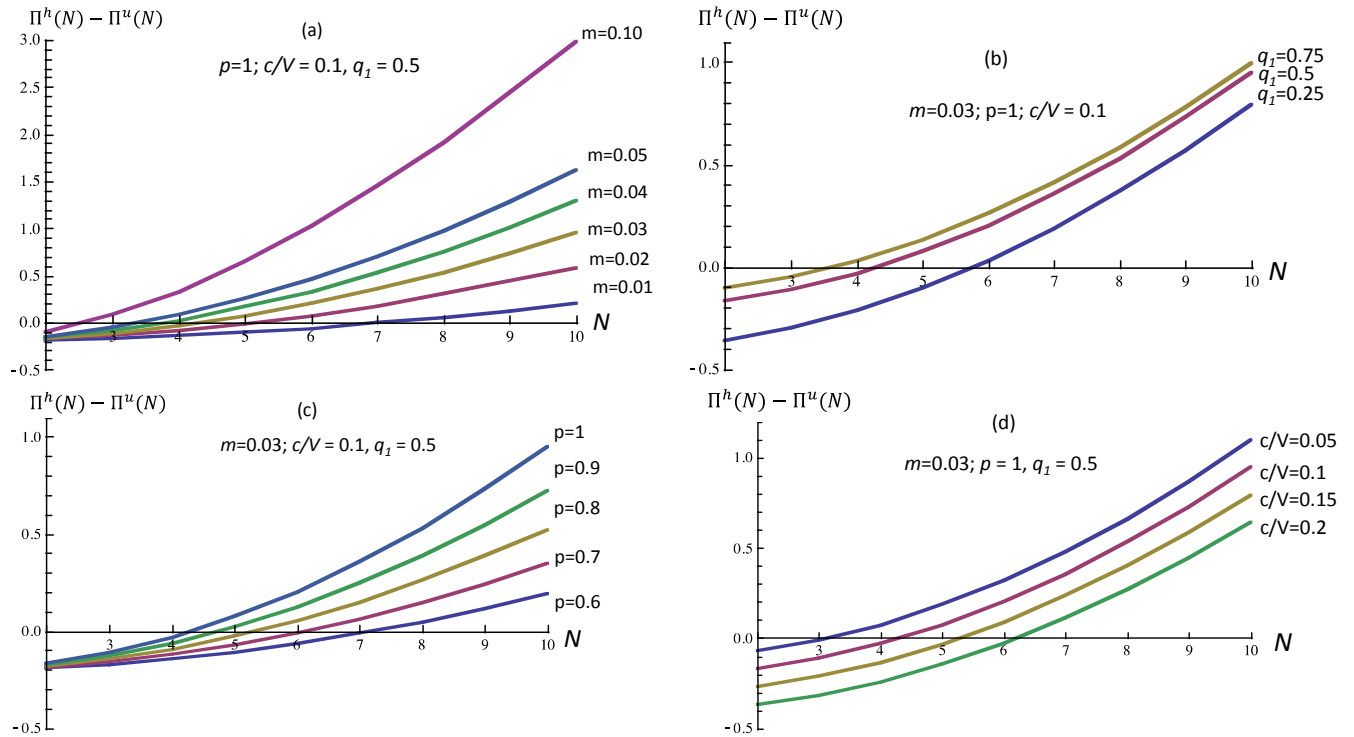 Πʰ(N) − Πᵘ(N)
(a)
p=1; c/V = 0.1, q₁ = 0.5
3.0
2.5
2.0
1.5
1.0
0.5
0.0
-0.5
3
4
5
6
7
8
9
10
N
m=0.10
m=0.05
m=0.04
m=0.03
m=0.02
m=0.01
Πʰ(N) − Πᵘ(N)
(b)
m=0.03; p=1; c/V = 0.1
1.0
0.5
0.0
-0.5
3
4
5
6
7
8
9
10
N
q₁=0.75
q₁=0.5
q₁=0.25
Πʰ(N) − Πᵘ(N)
(c)
m=0.03; c/V = 0.1, q₁ = 0.5
1.0
0.5
0.0
-0.5
3
4
5
6
7
8
9
10
N
p=1
p=0.9
p=0.8
p=0.7
p=0.6
Πʰ(N) − Πᵘ(N)
(d)
m=0.03; p = 1, q₁ = 0.5
1.0
0.5
0.0
-0.5
3
4
5
6
7
8
9
10
N
c/V=0.05
c/V=0.1
c/V=0.15
c/V=0.2